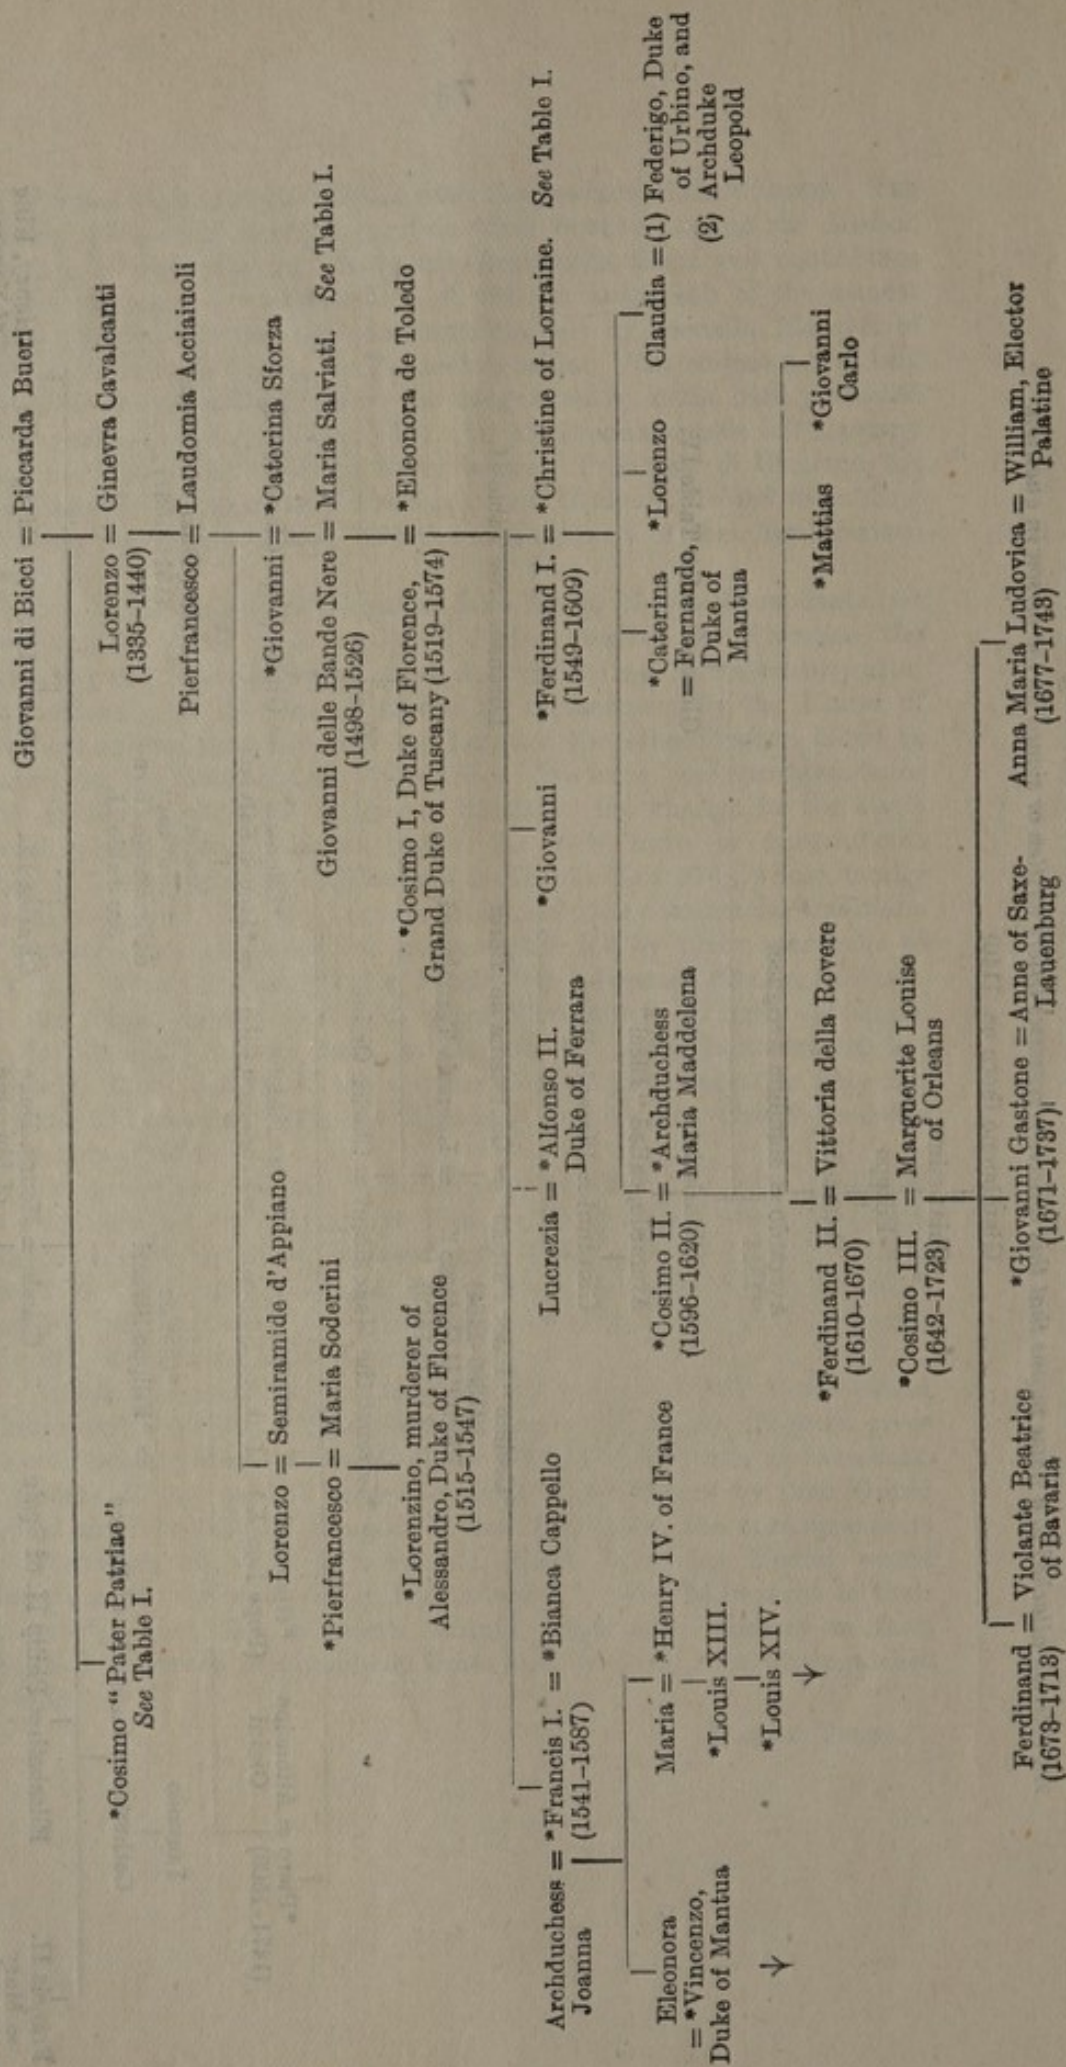 Giovanni di Bicci = Piccarda Bueri
*Cosimo "Pater Patriae"
See Table I.
Lorenzo = Ginevra Cavalcanti
(1335–1440)
Pierfrancesco = Laudomia Acciaiuoli
Lorenzo = Semiramide d'Appiano
*Giovanni = *Caterina Sforza
*Pierfrancesco = Maria Soderini
Giovanni delle Bande Nere = Maria Salviati. See Table I.
(1498–1526)
*Lorenzino, murderer of
Alessandro, Duke of Florence
(1515–1547)
*Cosimo I, Duke of Florence,
Grand Duke of Tuscany (1519–1574)
= *Eleonora de Toledo
Archduchess = *Francis I. = *Bianca Cappello
Joanna
(1541–1587)
Lucrezia = *Alfonso II.
Duke of Ferrara
*Giovanni
*Ferdinand I. = *Christine of Lorraine. See Table I.
(1549–1609)
Eleonora
= *Vincenzo,
Duke of Mantua
Maria = *Henry IV. of France
*Louis XIII.
*Louis XIV.
*Cosimo II. = *Archduchess
(1596–1620)
Maria Maddelena
*Caterina
= Fernando,
Duke of
Mantua
*Lorenzo
Claudia = (1) Federigo, Duke
of Urbino, and
(2) Archduke
Leopold
*Ferdinand II. = Vittoria della Rovere
(1610–1670)
*Mattias
*Giovanni
Carlo
*Cosimo III. = Marguerite Louise
(1642–1723)
of Orleans
Ferdinand = Violante Beatrice
(1673–1713)
of Bavaria
*Giovanni Gastone = Anne of Saxe-
(1671–1737)
Lauenburg
Anna Maria Ludovica = William, Elector
(1677–1743)
Palatine